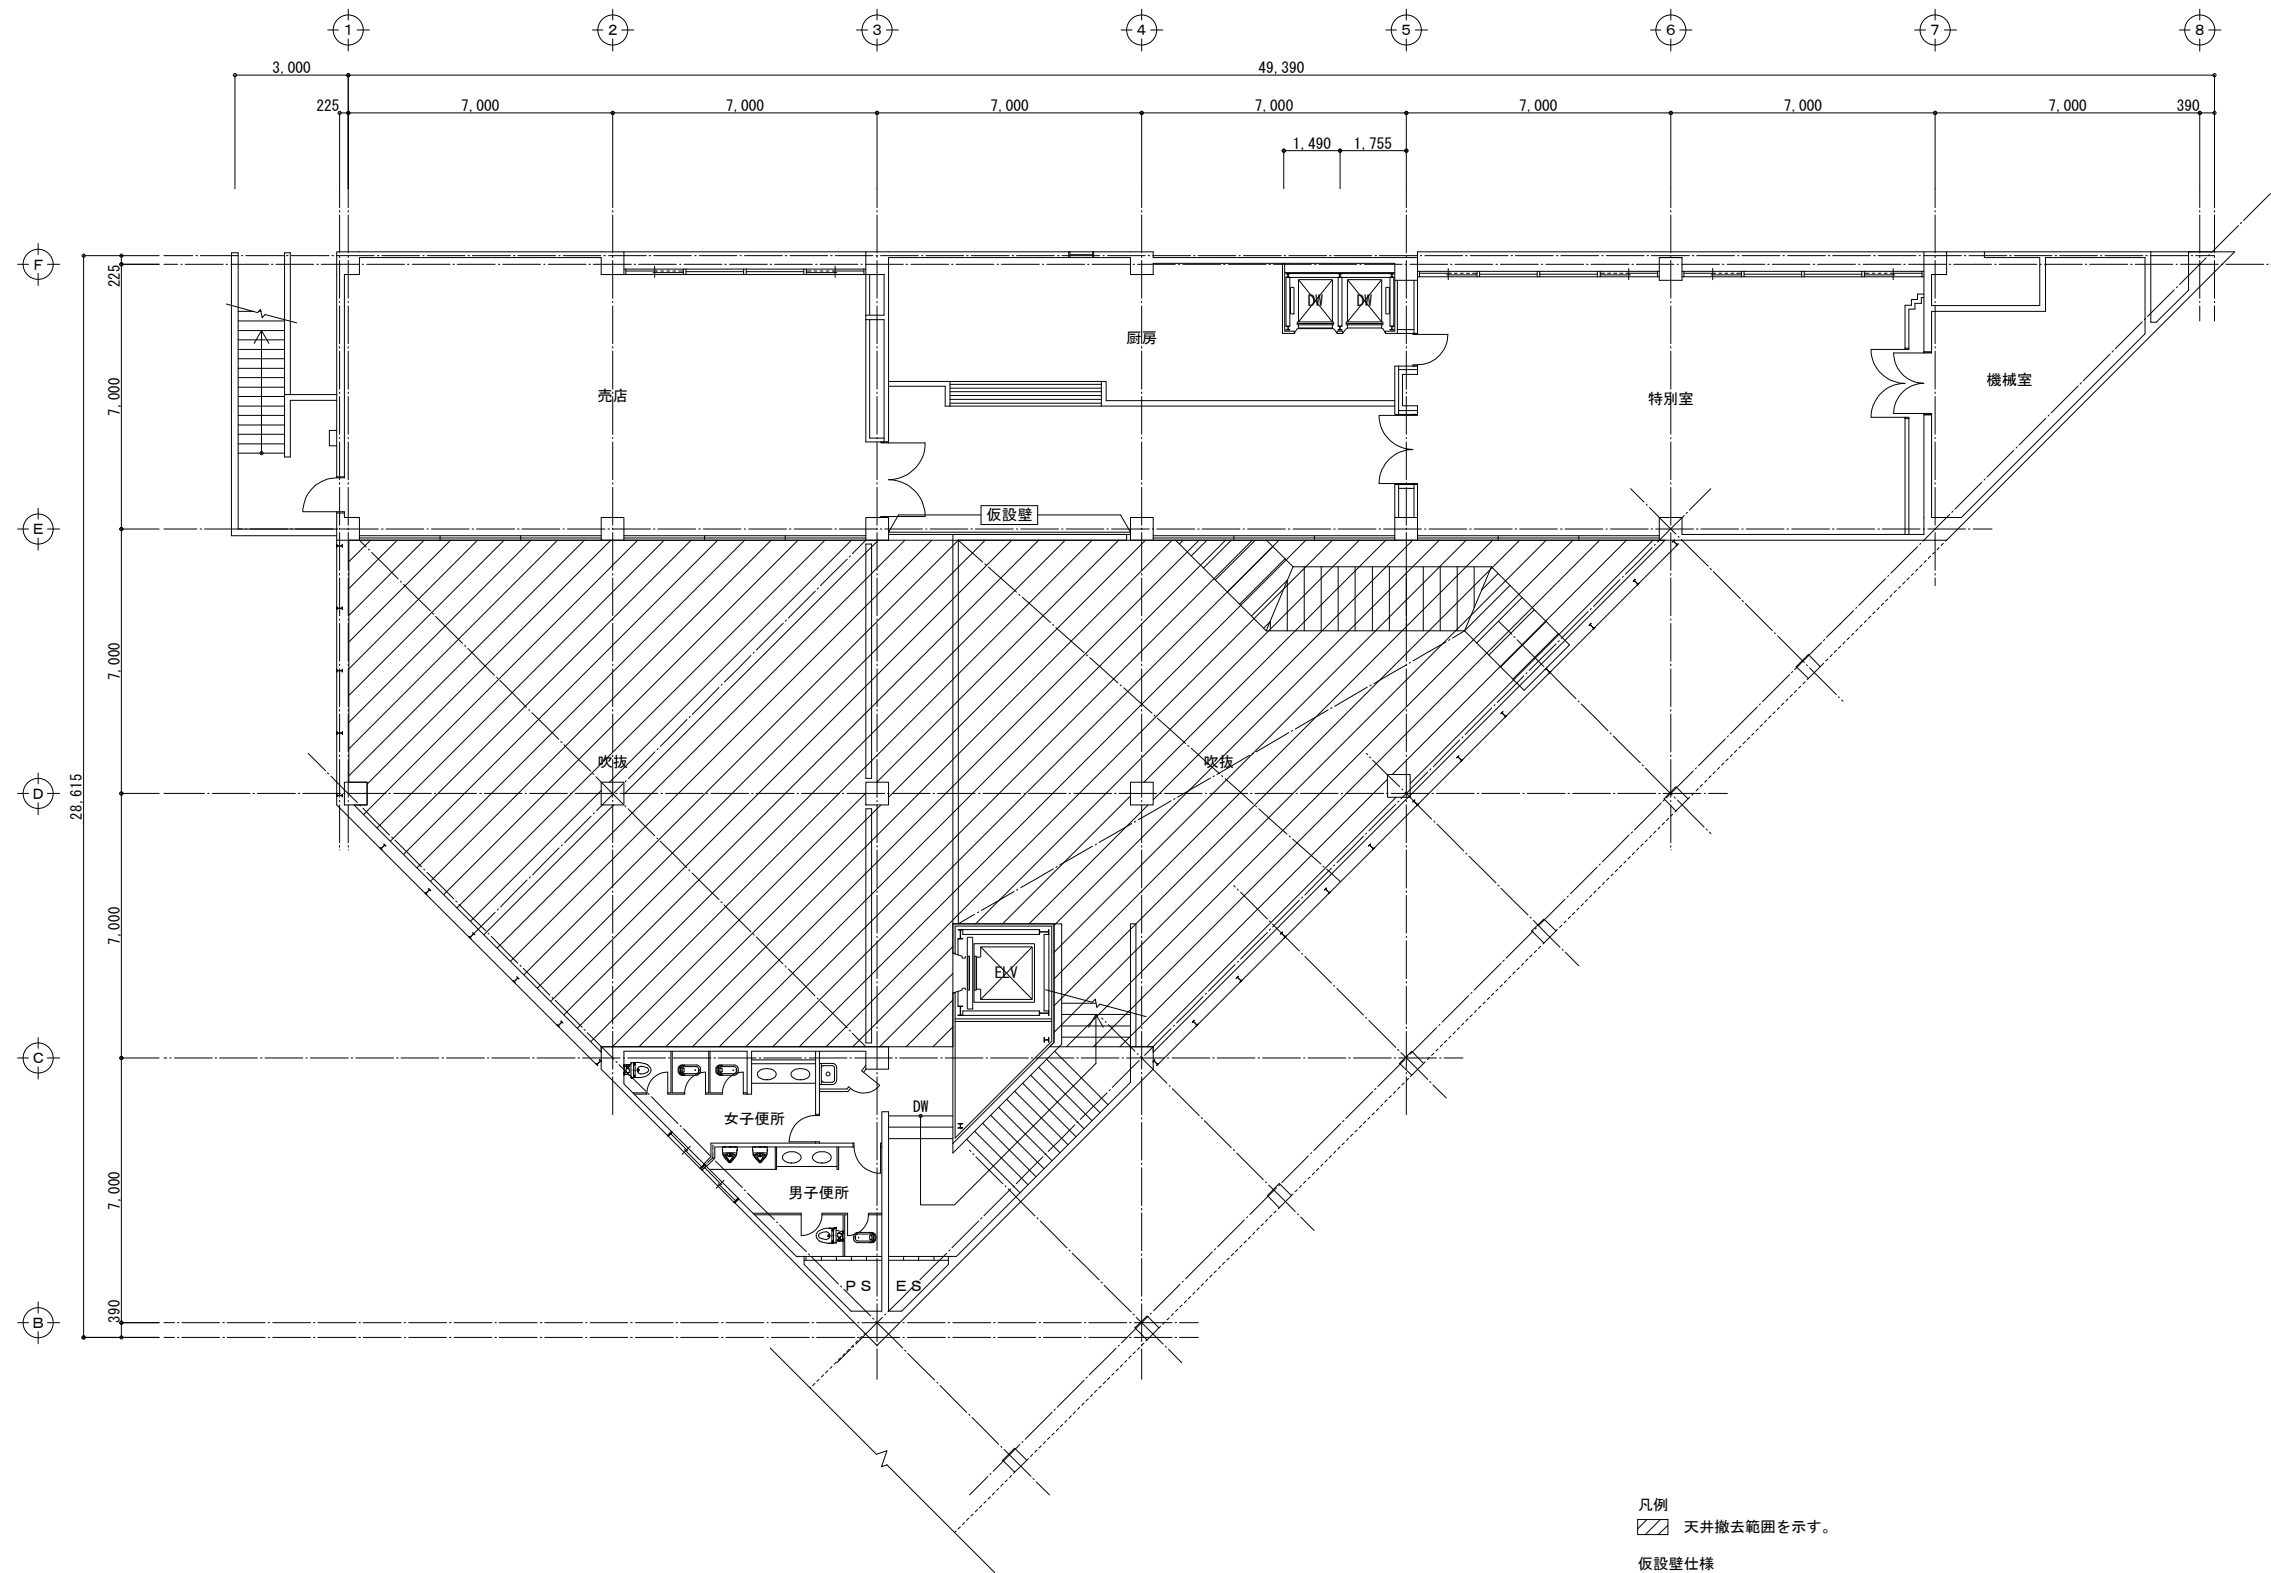 1 2 3 4 5 6 7 8
3,000 49,390
225 7,000 7,000 7,000 7,000 7,000 7,000 7,000 390
1,490 1,755
F
225
DW DW
厨房
7,000
売店
特別室
機械室
仮設壁
E
7,000
吹抜 吹抜
D
28,615
7,000
ELV
C
DW
女子便所
7,000
男子便所
PS ES
390
B
凡例
天井撤去範囲を示す。
仮設壁仕様